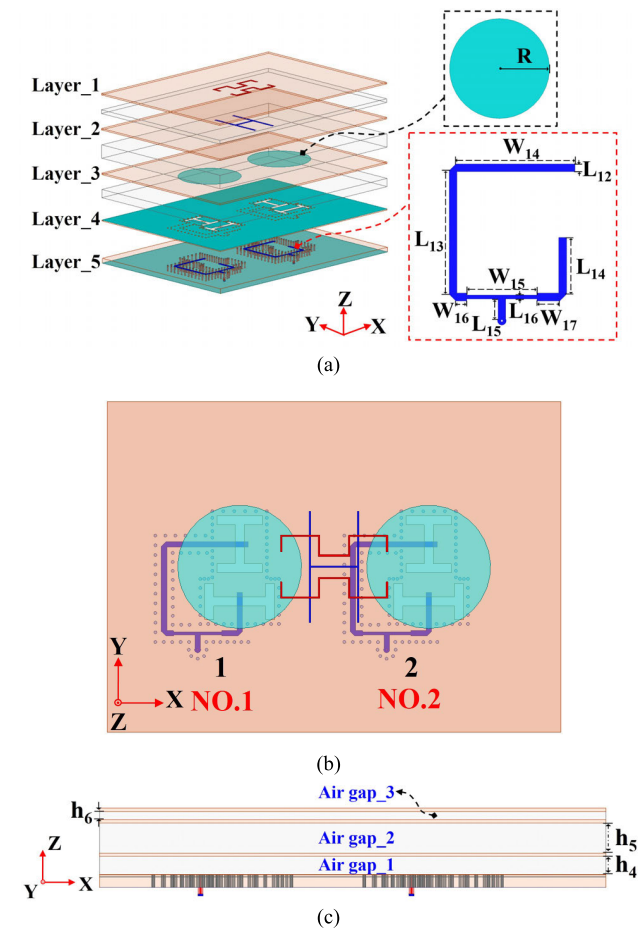 Layer_1
Layer_2
Layer_3
Layer_4
Layer_5
R
W14
L12
L13
L14
W15
W16
L15
L16
W17
Z
Y
X
(a)
1
2
NO.1
NO.2
Y
X
Z
(b)
Air gap_3
h6
Air gap_2
h5
Air gap_1
h4
Z
Y
X
(c)